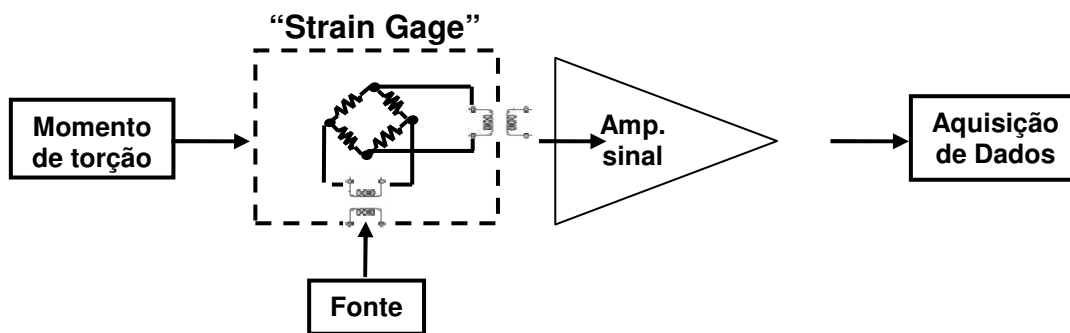 “Strain Gage”
Momento
de torção
Amp.
sinal
Aquisição
de Dados
Fonte